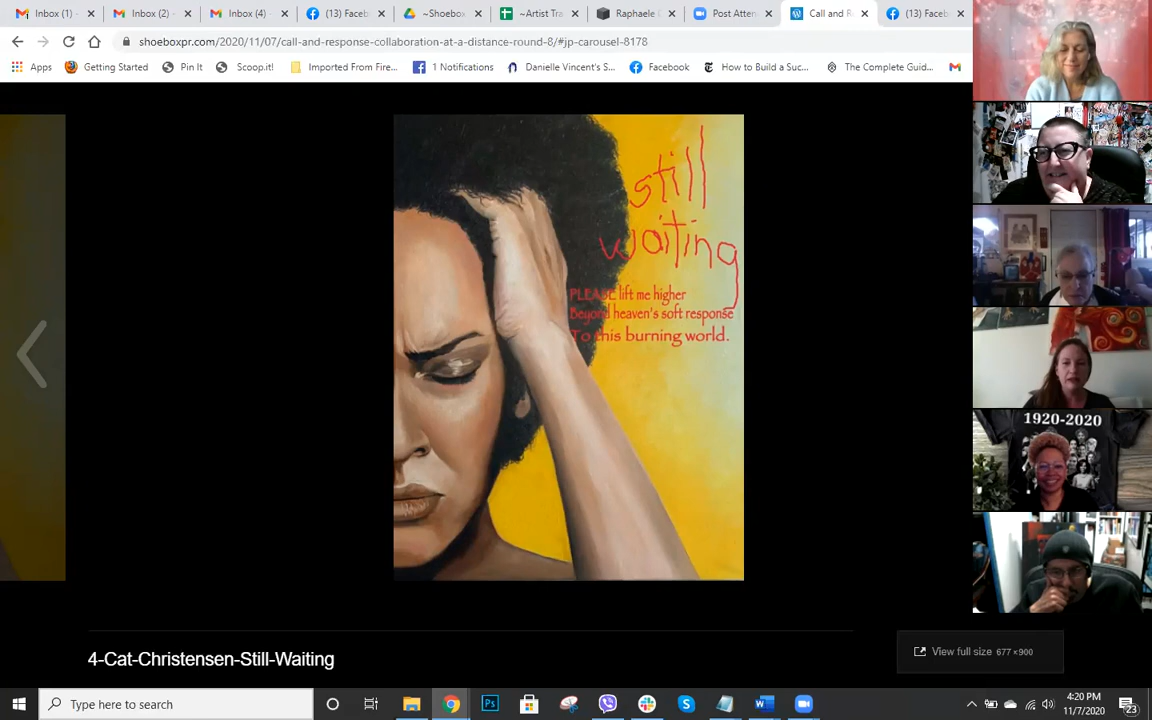 Inbox (1) -
Inbox (2) -
Inbox (4) -
(13) Faceb
~Shoebox
~Artist Tra
Raphaele
Post Atten
Call and R
(13) Faceb
shoeboxpr.com/2020/11/07/call-and-response-collaboration-at-a-distance-round-8/#jp-carousel-8178
Apps
Getting Started
Pin It
Scoop.it!
Imported From Fire...
1 Notifications
Danielle Vincent's S...
Facebook
How to Build a Suc...
The Complete Guid...
still
waiting
PLEASE lift me higher
Beyond heaven's soft response
To this burning world.
1920-2020
4-Cat-Christensen-Still-Waiting
View full size 677×900
Type here to search
Ps
4:20 PM
11/7/2020
23